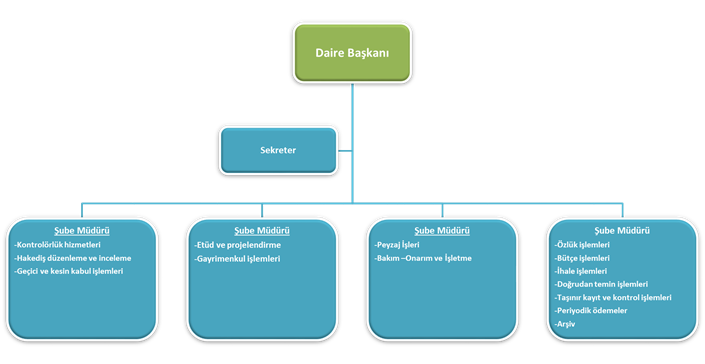 Daire Başkanı
Sekreter
Şube Müdürü
-Kontrolörlük hizmetleri
-Hakediş düzenleme ve inceleme
-Geçici ve kesin kabul işlemleri
Şube Müdürü
-Etüd ve projelendirme
-Gayrimenkul işlemleri
Şube Müdürü
-Peyzaj İşleri
-Bakım –Onarım ve İşletme
Şube Müdürü
-Özlük işlemleri
-Bütçe işlemleri
-İhale işlemleri
-Doğrudan temin işlemleri
-Taşınır kayıt ve kontrol işlemleri
-Periyodik ödemeler
-Arşiv